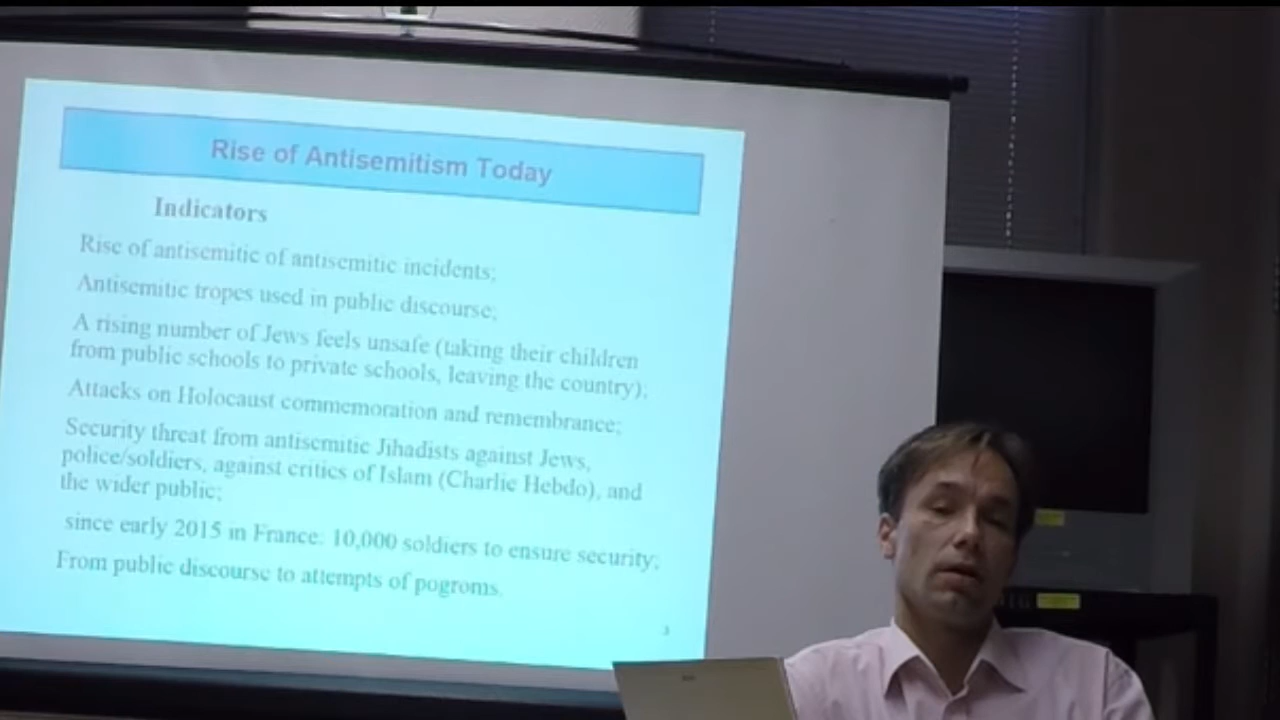 Rise of Antisemitism Today
Indicators
Rise of antisemitic of antisemitic incidents;
Antisemitic tropes used in public discourse;
A rising number of Jews feels unsafe (taking their children
from public schools to private schools, leaving the country);
Attacks on Holocaust commemoration and remembrance;
Security threat from antisemitic Jihadists against Jews,
police/soldiers, against critics of Islam (Charlie Hebdo), and
the wider public;
since early 2015 in France: 10,000 soldiers to ensure security;
From public discourse to attempts of pogroms.
3